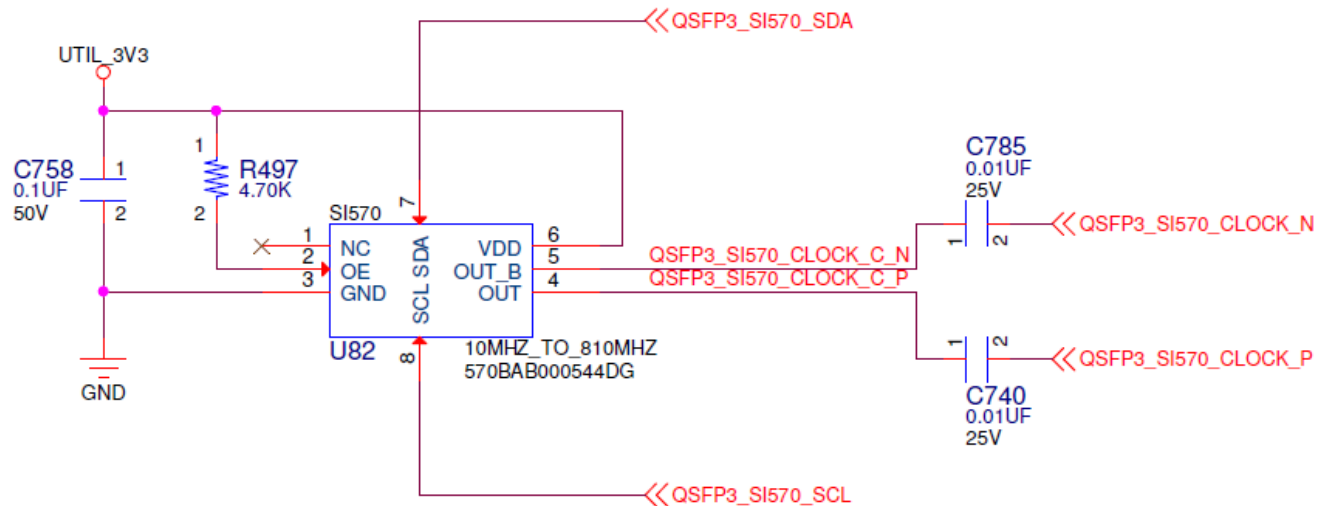 QSFP3_SI570_SDA
UTIL_3V3
C758
0.1UF
50V
1
2
1
2
R497
4.70K
SI570
7
1
2
3
NC
OE
GND
SCL SDA
VDD
OUT_B
OUT
6
5
4
8
U82
10MHZ_TO_810MHZ
570BAB000544DG
QSFP3_SI570_CLOCK_C_N
QSFP3_SI570_CLOCK_C_P
C785
0.01UF
25V
1
2
QSFP3_SI570_CLOCK_N
1
2
QSFP3_SI570_CLOCK_P
C740
0.01UF
25V
GND
QSFP3_SI570_SCL